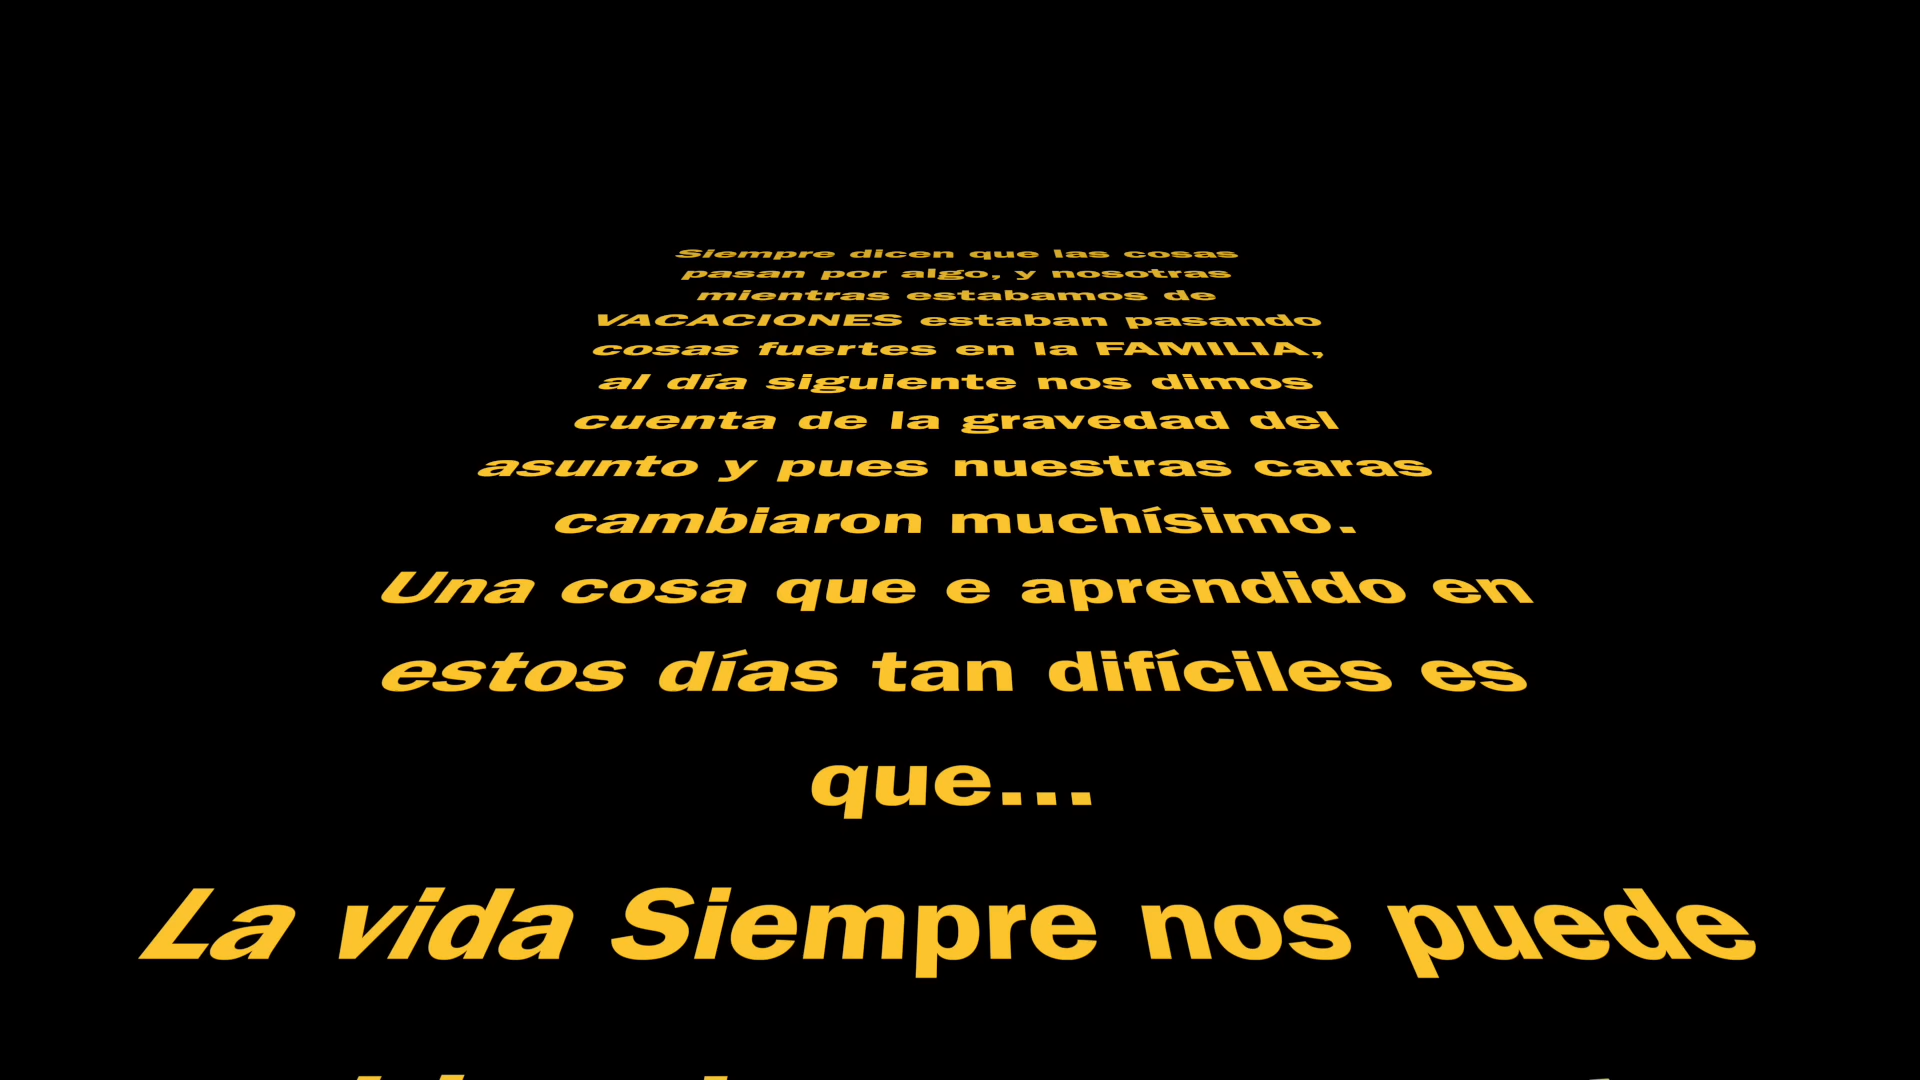 Siempre dicen que las cosas
pasan por algo, y nosotras
mientras estabamos de
VACACIONES estaban pasando
cosas fuertes en la FAMILIA,
al día siguiente nos dimos
cuenta de la gravedad del
asunto y pues nuestras caras
cambiaron muchísimo.
Una cosa que e aprendido en
estos días tan difíciles es
que...
La vida Siempre nos puede